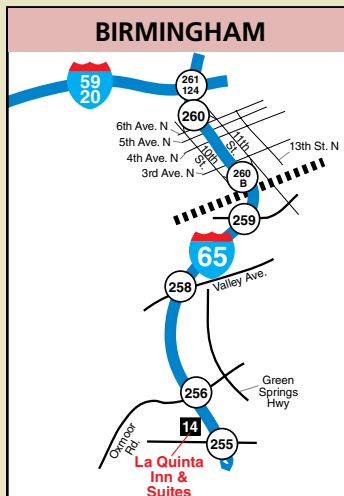 BIRMINGHAM
59
20
261
124
260
6th Ave. N
5th Ave. N
4th Ave. N
3rd Ave. N
10th
St.
11th
St.
13th St. N
260
B
259
65
258
Valley Ave.
Green
Springs
Hwy
256
14
255
Oxmoor
Rd.
La Quinta
Inn &
Suites